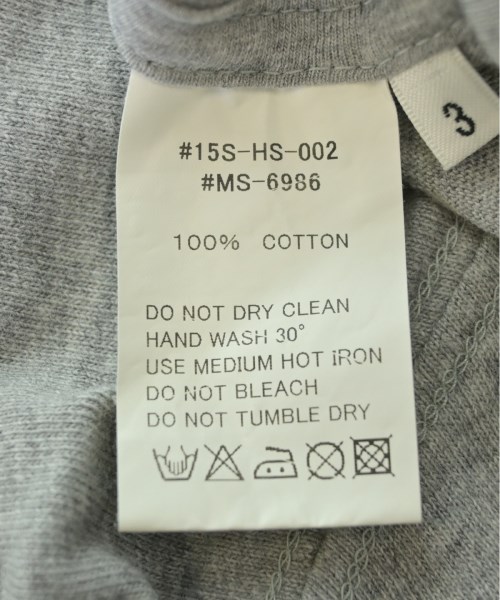 #15S-HS-002
#MS-6986
100% COTTON
DO NOT DRY CLEAN
HAND WASH 30°
USE MEDIUM HOT IRON
DO NOT BLEACH
DO NOT TUMBLE DRY
3